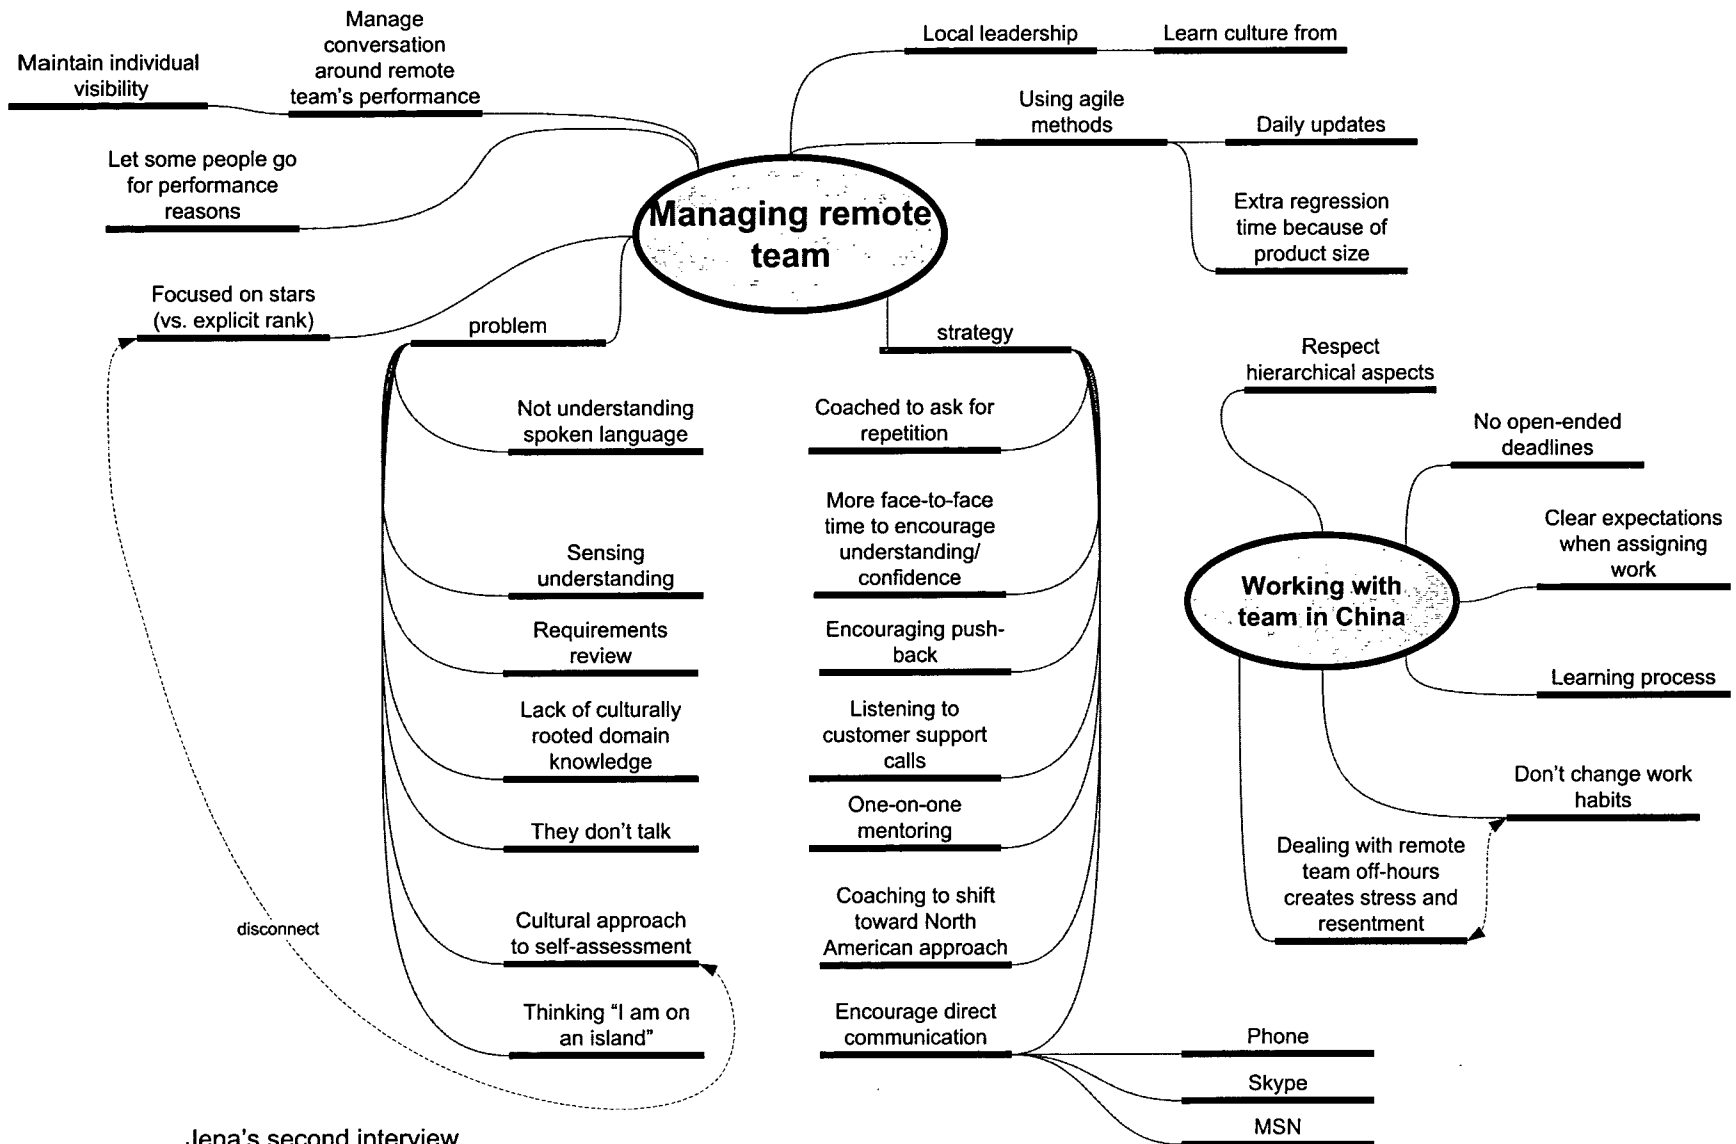 Manage
conversation
around remote
team's performance
Maintain individual
visibility
Let some people go
for performance
reasons
Focused on stars
(vs. explicit rank)
Managing remote
team
Local leadership
Learn culture from
Using agile
methods
Daily updates
Extra regression
time because of
product size
problem
Not understanding
spoken language
Sensing
understanding
Requirements
review
Lack of culturally
rooted domain
knowledge
They don't talk
Cultural approach
to self-assessment
Thinking “I am on
an island”
disconnect
strategy
Coached to ask for
repetition
More face-to-face
time to encourage
understanding/
confidence
Encouraging push-
back
Listening to
customer support
calls
One-on-one
mentoring
Coaching to shift
toward North
American approach
Encourage direct
communication
Phone
Skype
MSN
Working with
team in China
Respect
hierarchical aspects
No open-ended
deadlines
Clear expectations
when assigning
work
Learning process
Don't change work
habits
Dealing with remote
team off-hours
creates stress and
resentment
Jena's second interview